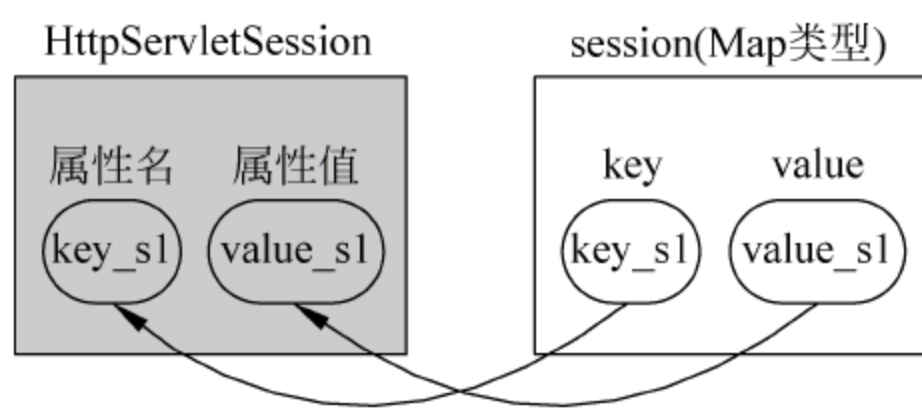 HttpServletSession
session(Map类型)
属性名 属性值
key value
key_s1 value_s1
key_s1 value_s1